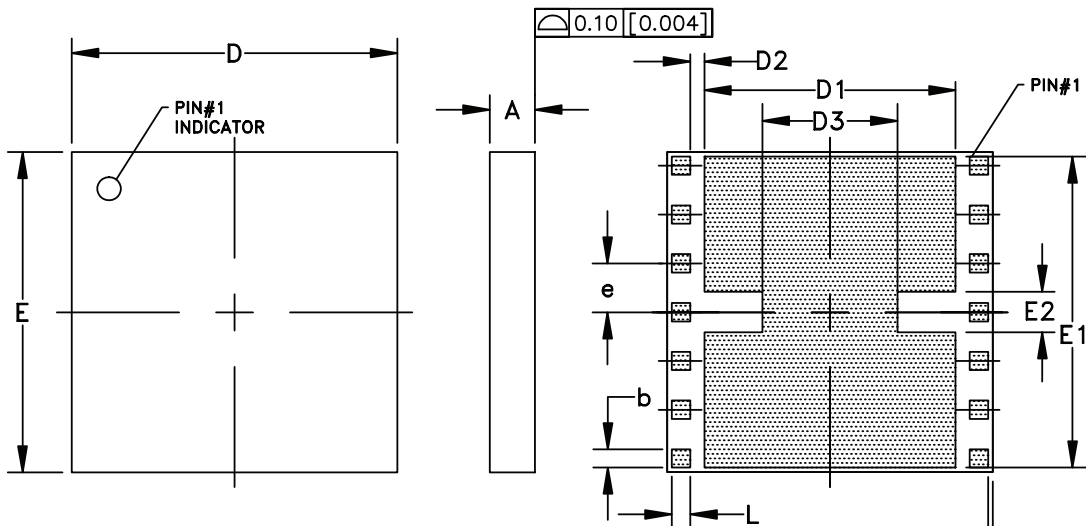 0.10 [0.004]
D
D2
PIN#1
INDICATOR
A
D1
PIN#1
D3
e
E
E2
E1
b
L